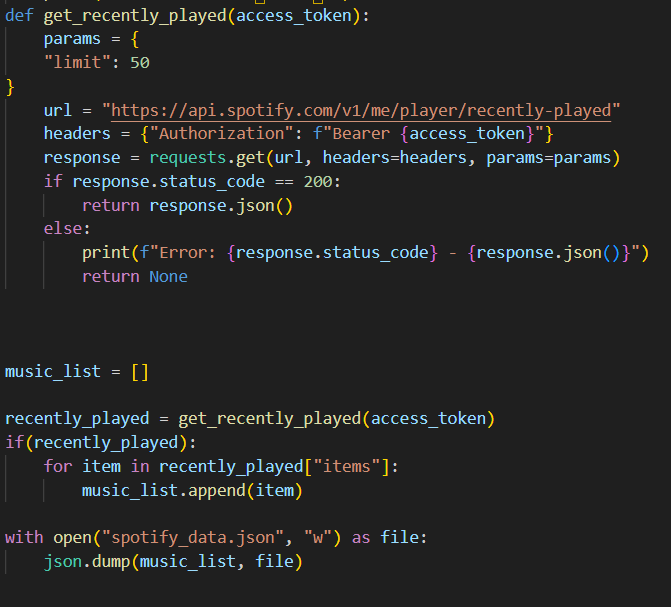 def get_recently_played(access_token):
    params = {
    "limit": 50
}
    url = "https://api.spotify.com/v1/me/player/recently-played"
    headers = {"Authorization": f"Bearer {access_token}"}
    response = requests.get(url, headers=headers, params=params)
    if response.status_code == 200:
        return response.json()
    else:
        print(f"Error: {response.status_code} - {response.json()}")
        return None
music_list = []
recently_played = get_recently_played(access_token)
if(recently_played):
    for item in recently_played["items"]:
        music_list.append(item)
with open("spotify_data.json", "w") as file:
    json.dump(music_list, file)